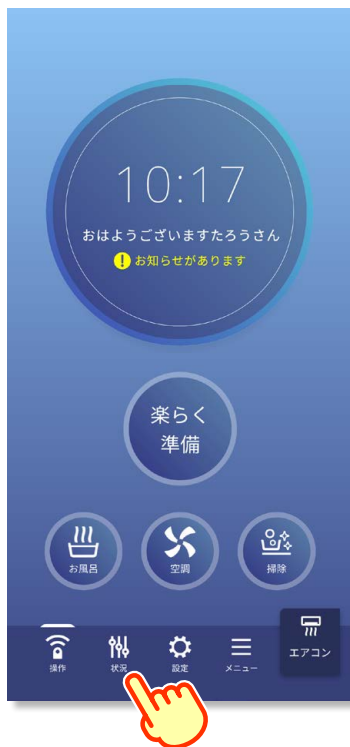 10:17
おはようございますたろうさん
お知らせがあります
楽らく
準備
お風呂
空調
掃除
操作
状況
設定
メニュー
エアコン